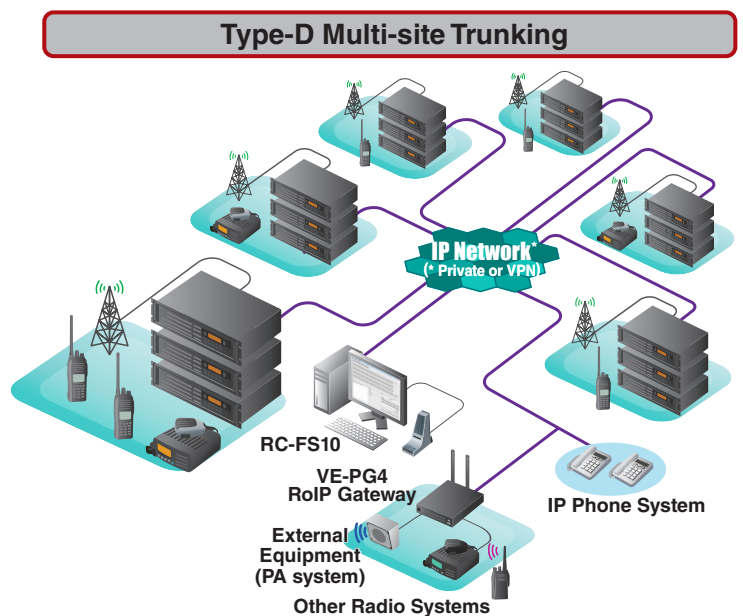 Type-D Multi-site Trunking
IP Network*
(* Private or VPN)
RC-FS10
VE-PG4
RoIP Gateway
IP Phone System
External
Equipment
(PA system)
Other Radio Systems